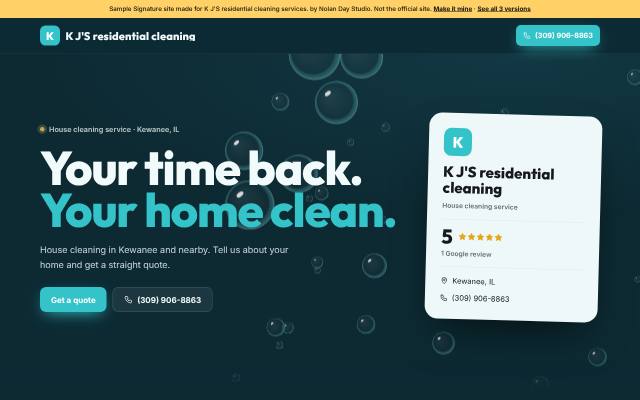 Sample Signature site made for K J'S residential cleaning services. by Nolan Day Studio. Not the official site. Make it mine · See all 3 versions
K K J'S residential cleaning
(309) 906-8863
House cleaning service · Kewanee, IL
Your time back.
Your home clean.
House cleaning in Kewanee and nearby. Tell us about your
home and get a straight quote.
Get a quote
(309) 906-8863
K
K J'S residential
cleaning
House cleaning service
5
1 Google review
Kewanee, IL
(309) 906-8863